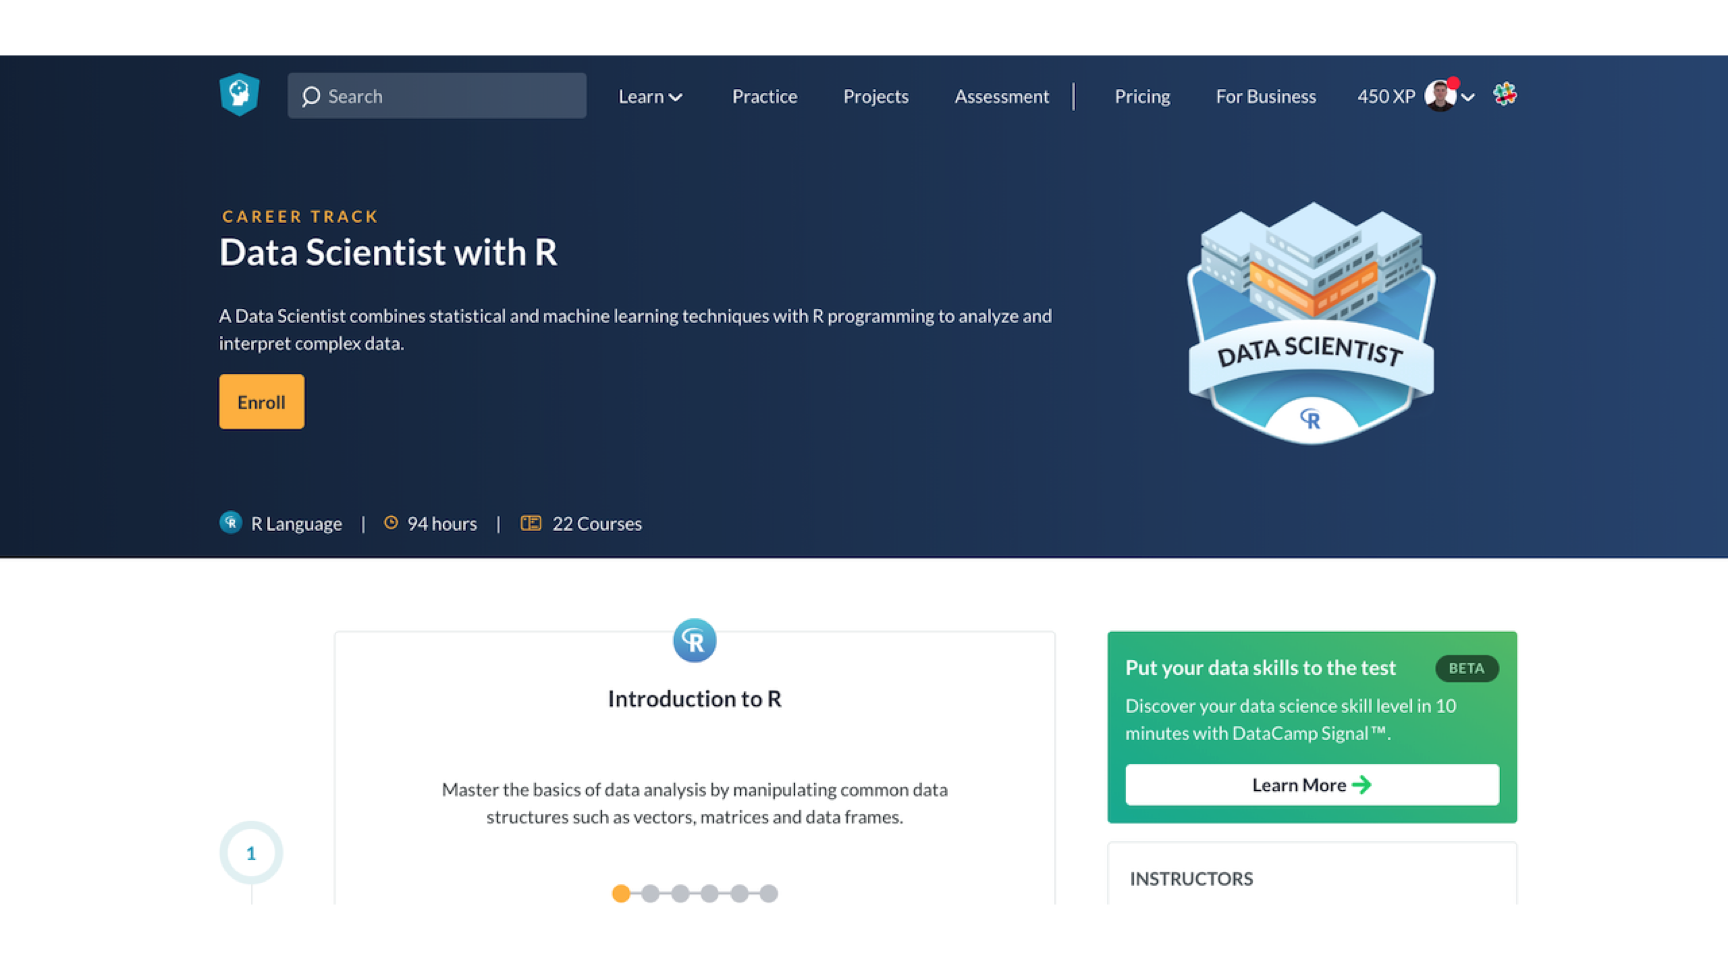 Search
Learn
Practice
Projects
Assessment
Pricing
For Business
450 XP
CAREER TRACK
Data Scientist with R
A Data Scientist combines statistical and machine learning techniques with R programming to analyze and
interpret complex data.
Enroll
DATA SCIENTIST
R
R Language | 94 hours | 22 Courses
R
Introduction to R
Master the basics of data analysis by manipulating common data
structures such as vectors, matrices and data frames.
1
Put your data skills to the test
BETA
Discover your data science skill level in 10
minutes with DataCamp Signal™.
Learn More
INSTRUCTORS